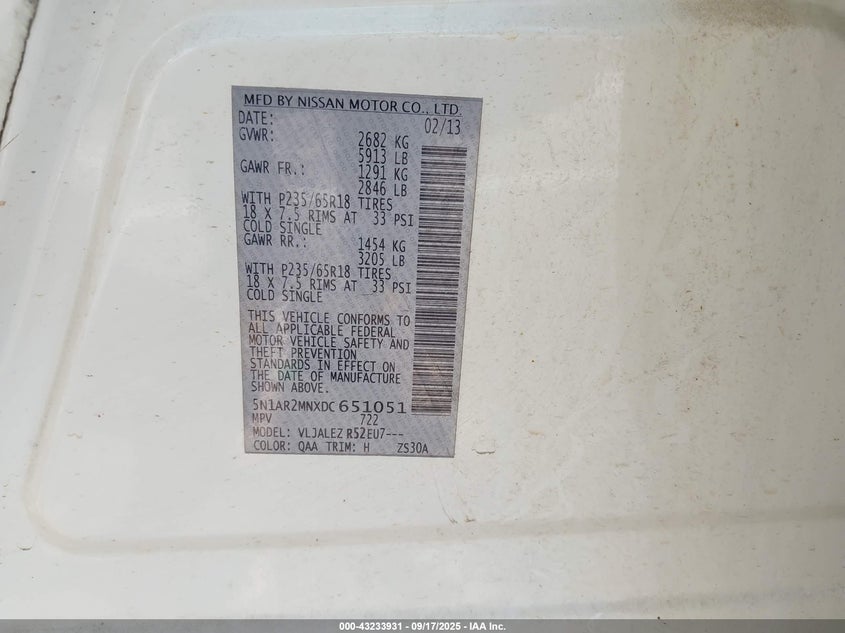 MFD BY NISSAN MOTOR CO., LTD.
DATE: 02/13
GVWR: 2682 KG
5913 LB
GAWR FR.: 1291 KG
2846 LB
WITH P235/65R18 TIRES
18 X 7.5 RIMS AT 33 PSI
COLD SINGLE
GAWR RR.: 1454 KG
3205 LB
WITH P235/65R18 TIRES
18 X 7.5 RIMS AT 33 PSI
COLD SINGLE
THIS VEHICLE CONFORMS TO
ALL APPLICABLE FEDERAL
MOTOR VEHICLE SAFETY AND
THEFT PREVENTION
STANDARDS IN EFFECT ON
THE DATE OF MANUFACTURE
SHOWN ABOVE.
5N1AR2MNXDC651051
MPV 722
MODEL: VLJALEZ R52EU7---
COLOR: QAA TRIM: H ZS30A
000-43233931 - 09/17/2025 - IAA Inc.